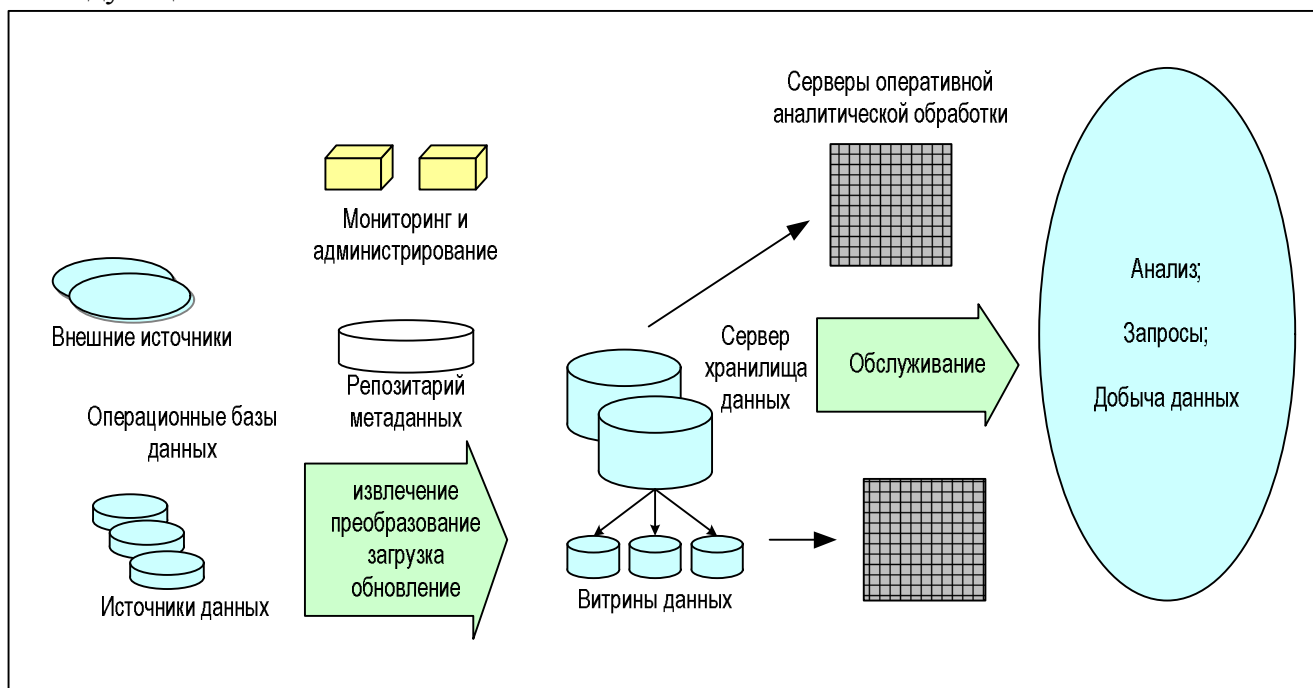 Серверы оперативной
аналитической обработки
Мониторинг и
администрирование
Внешние источники
Репозитарий
метаданных
Операционные базы
данных
извлечение
преобразование
загрузка
обновление
Источники данных
Сервер
хранилища
данных
Витрины данных
Обслуживание
Анализ;
Запросы;
Добыча данных